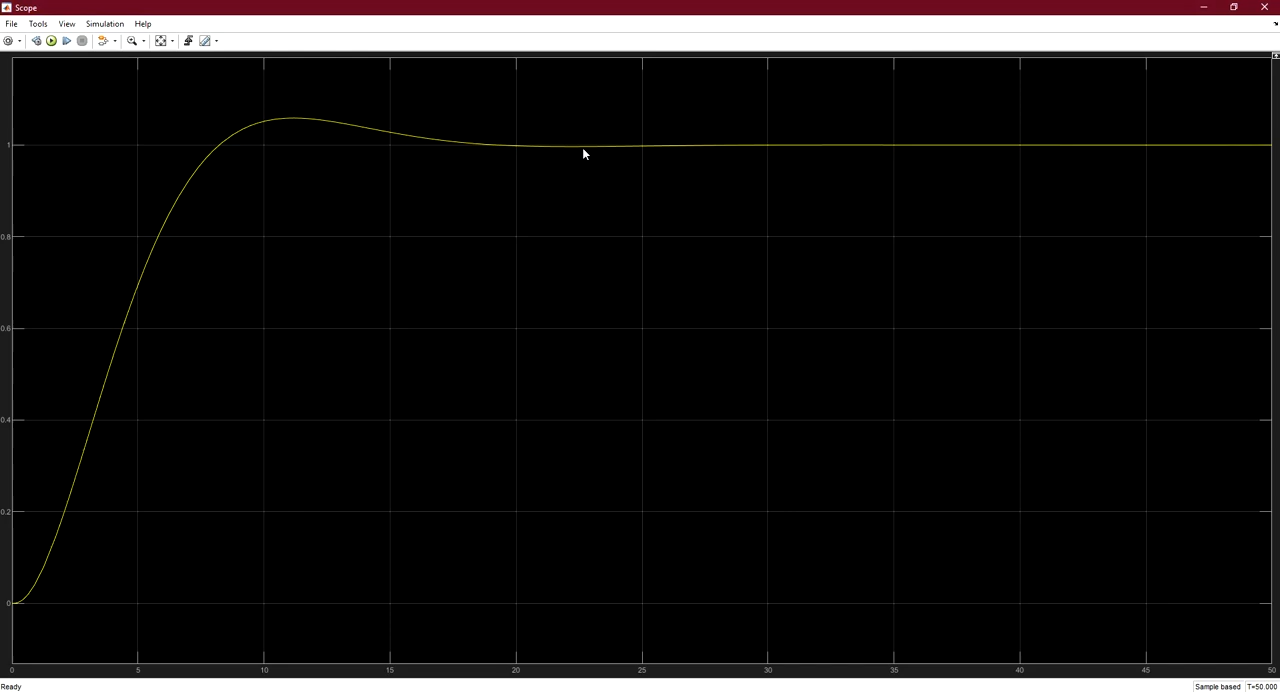 Scope
File Tools View Simulation Help
1
0.8
0.6
0.4
0.2
0
0 5 10 15 20 25 30 35 40 45 50
Ready Sample based T=50.000